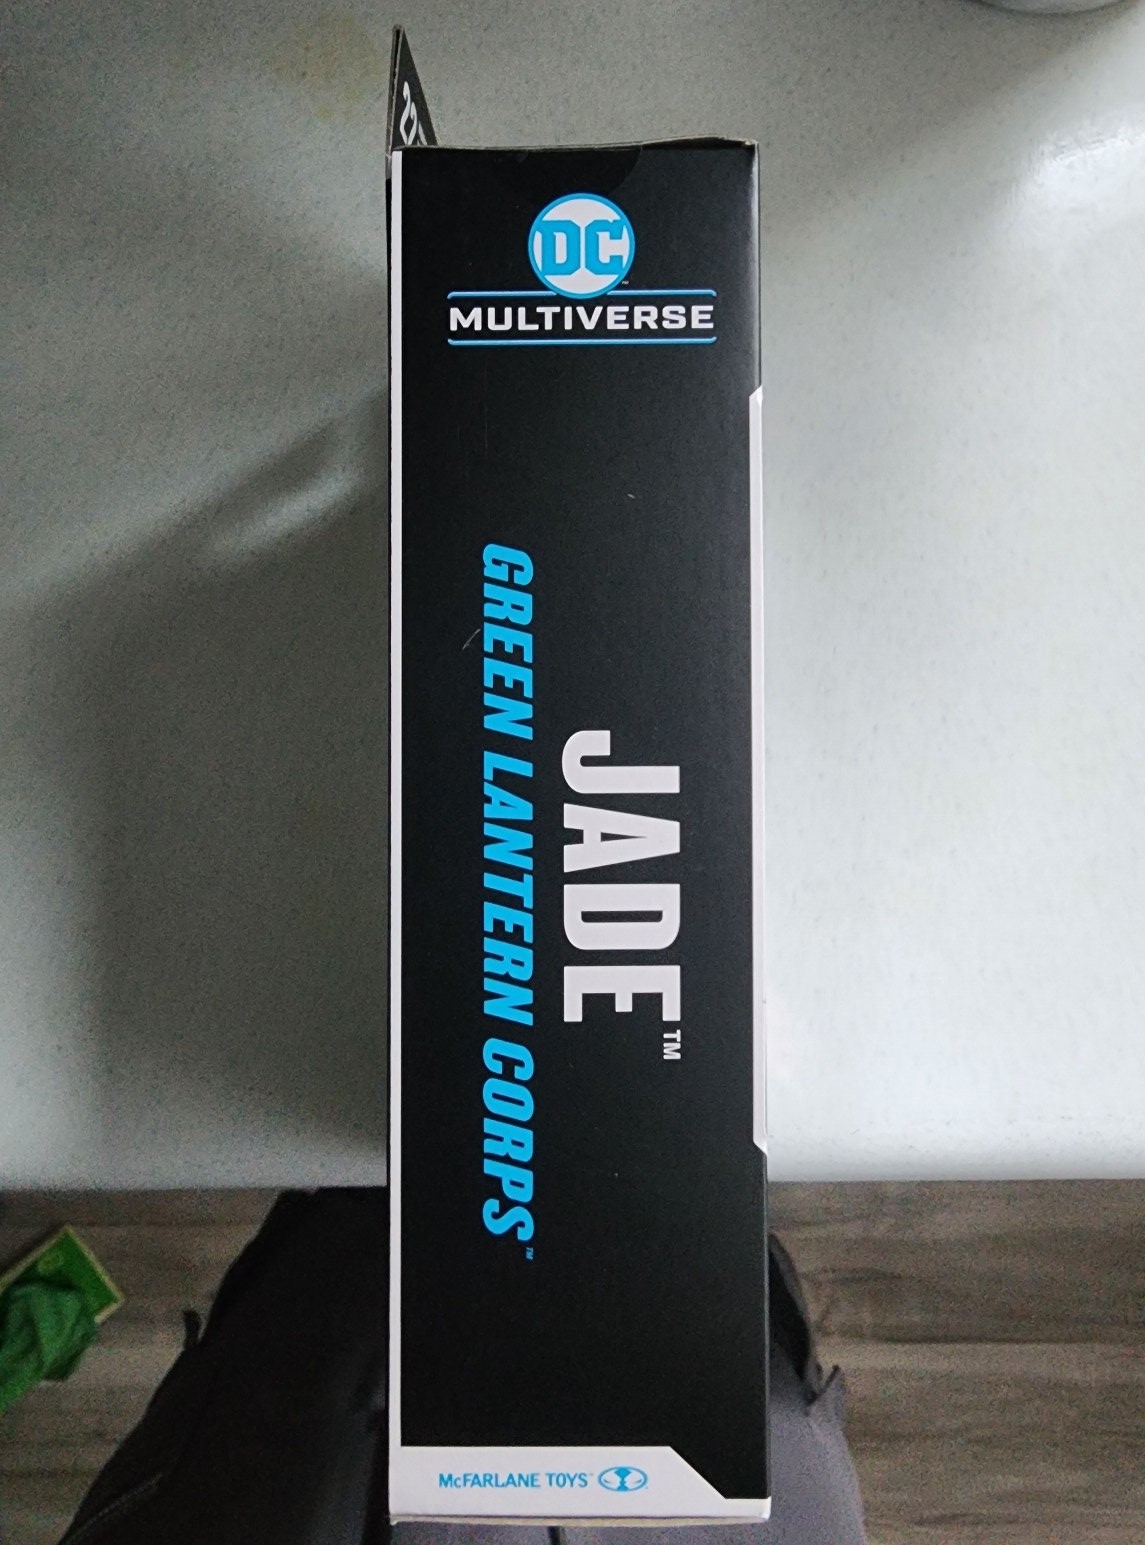 DC
MULTIVERSE
JADE™
GREEN LANTERN CORPS™
McFARLANE TOYS